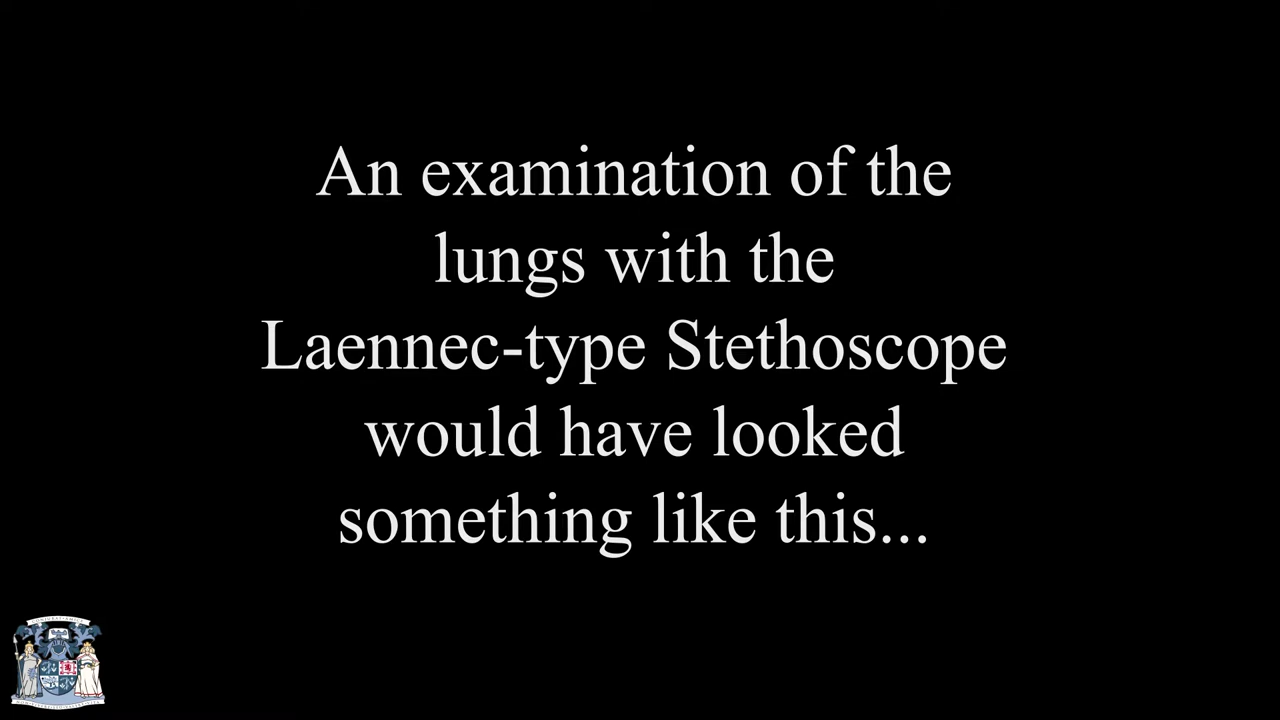 An examination of the
lungs with the
Laennec-type Stethoscope
would have looked
something like this...